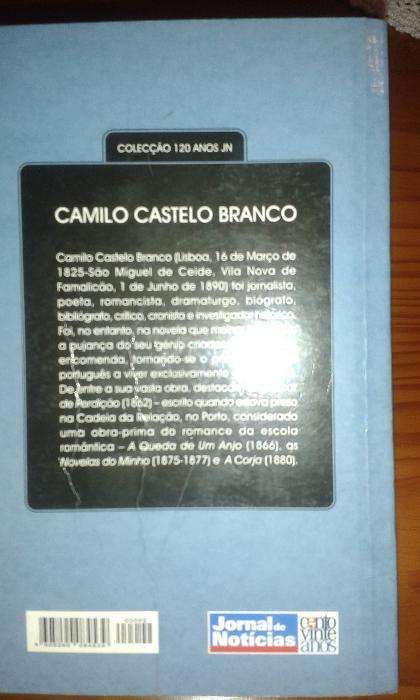 COLECÇÃO 120 ANOS JN
CAMILO CASTELO BRANCO
Camilo Castelo Branco (Lisboa, 16 de Março de
1825-São Miguel de Ceide, Vila Nova de
Famalicão, 1 de Junho de 1890) foi jornalista,
poeta, romancista, dramaturgo, biógrafo,
bibliógrafo, crítico, cronista e investigador histórico.
Foi, no entanto, na novela que
a pujança do seu génio
encomenda, tornando-se o
português a viver exclusivamente
De entre a sua vasta obra,
de Perdição (1862) – escrito quando estava preso
na Cadeia da Relação, no Porto, considerado
uma obra-prima do romance da escola
romântica – A Queda de Um Anjo (1866), as
Novelas do Minho (1875-1877) e A Corja (1880).
Jornal de
Notícias
cento
vinte
anos